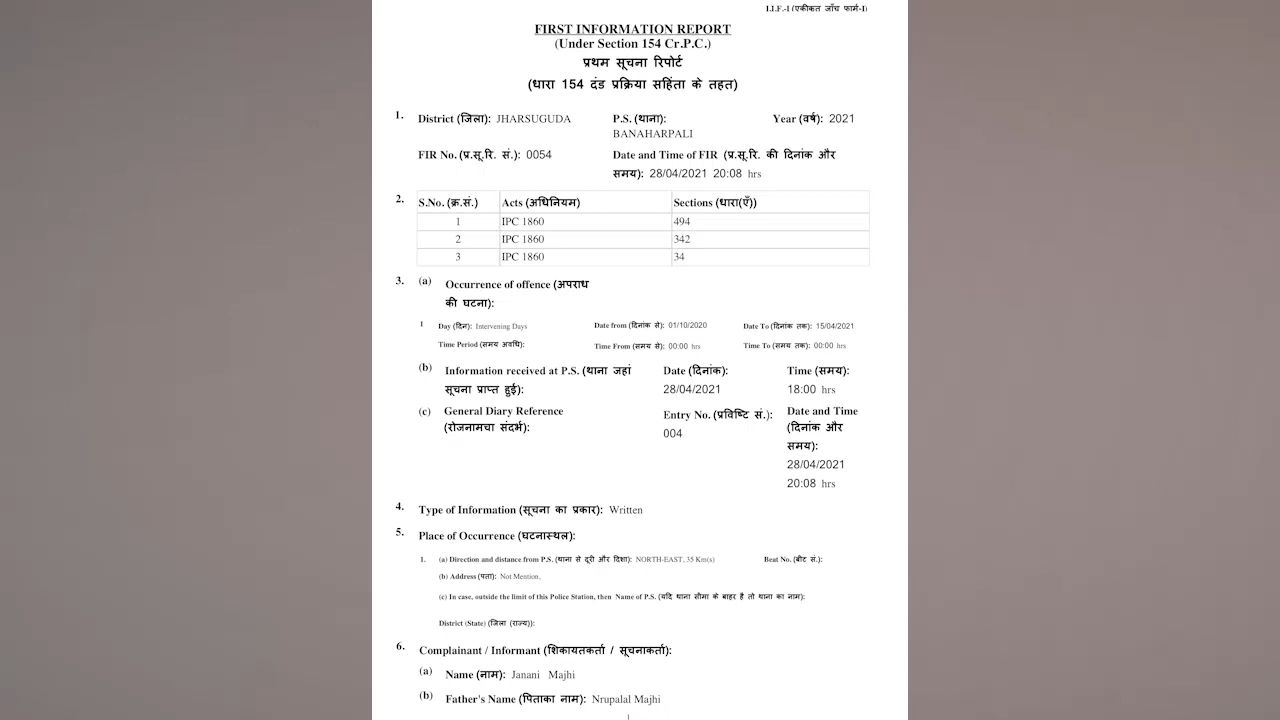 I.I.F.-I (एकीकत जाँच फार्म-I)
FIRST INFORMATION REPORT
(Under Section 154 Cr.P.C.)
प्रथम सूचना रिपोर्ट
(धारा 154 दंड प्रक्रिया सहिंता के तहत)
1. District (जिला): JHARSUGUDA P.S. (थाना): Year (वर्ष): 2021
BANAHARPALI
FIR No. (प्र.सू.रि. सं.): 0054 Date and Time of FIR (प्र.सू.रि. की दिनांक और
समय): 28/04/2021 20:08 hrs
2. S.No. (क्र.सं.) Acts (अधिनियम) Sections (धारा(एँ))
1 IPC 1860 494
2 IPC 1860 342
3 IPC 1860 34
3. (a) Occurrence of offence (अपराध
की घटना):
1 Day (दिन): Intervening Days Date from (दिनांक से): 01/10/2020 Date To (दिनांक तक): 15/04/2021
Time Period (समय अवधि): Time From (समय से): 00:00 hrs Time To (समय तक): 00:00 hrs
(b) Information received at P.S. (थाना जहां Date (दिनांक): Time (समय):
सूचना प्राप्त हुई): 28/04/2021 18:00 hrs
(c) General Diary Reference Entry No. (प्रविष्टि सं.): Date and Time
(रोजनामचा संदर्भ): 004 (दिनांक और
समय):
28/04/2021
20:08 hrs
4. Type of Information (सूचना का प्रकार): Written
5. Place of Occurrence (घटनास्थल):
1. (a) Direction and distance from P.S. (थाना से दूरी और दिशा): NORTH-EAST, 35 Km(s) Beat No. (बीट सं.):
(b) Address (पता): Not Mention,
(c) In case, outside the limit of this Police Station, then Name of P.S. (यदि थाना सीमा के बाहर है तो थाना का नाम):
District (State) (जिला (राज्य)):
6. Complainant / Informant (शिकायतकर्ता / सूचनाकर्ता):
(a) Name (नाम): Janani Majhi
(b) Father's Name (पिताका नाम): Nrupalal Majhi